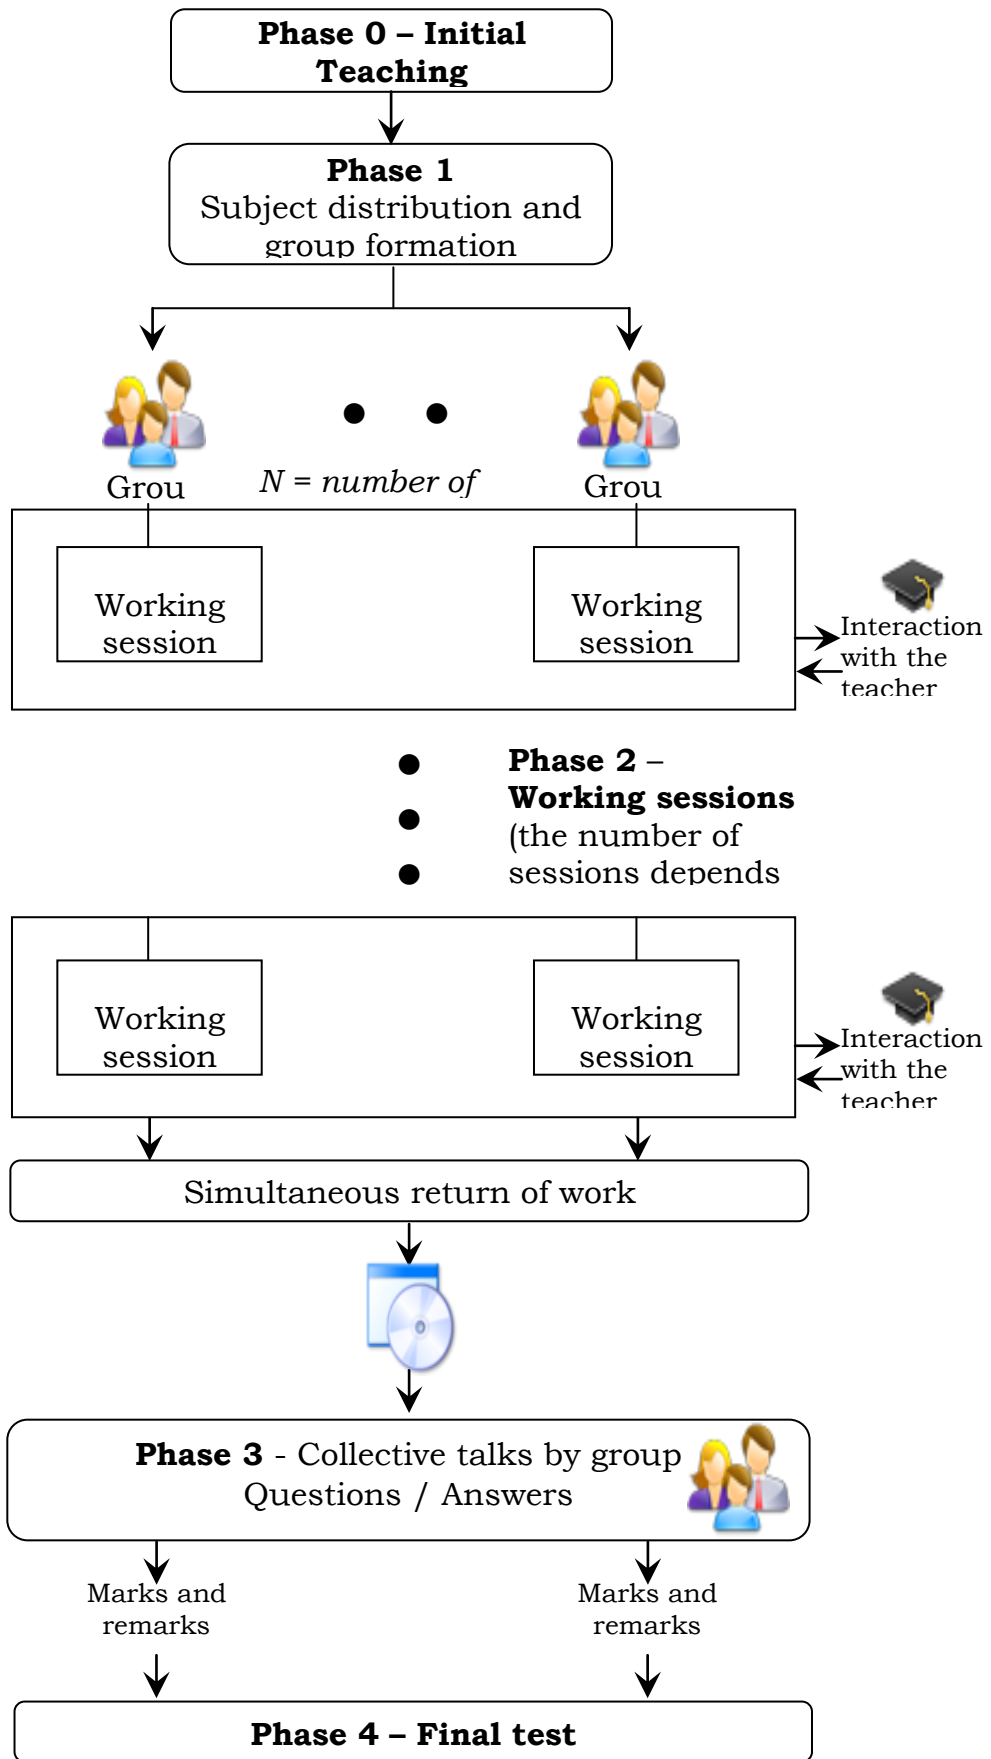 Phase 0 – Initial
Teaching
Phase 1
Subject distribution and
group formation
Grou
N = number of
Grou
Working
session
Working
session
Interaction
with the
teacher
Phase 2 –
Working sessions
(the number of
sessions depends
Working
session
Working
session
Interaction
with the
teacher
Simultaneous return of work
Phase 3 - Collective talks by group
Questions / Answers
Marks and
remarks
Marks and
remarks
Phase 4 – Final test